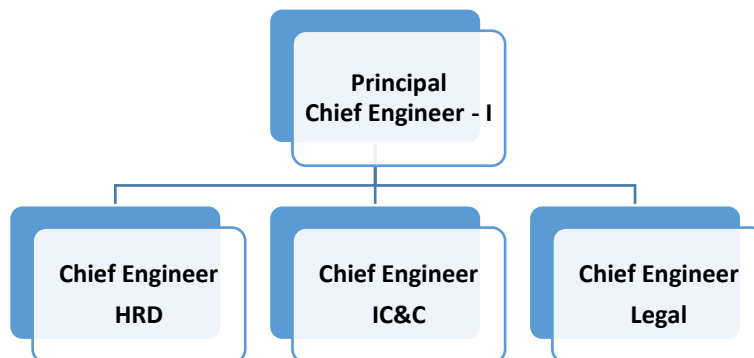 Principal
Chief Engineer - I
Chief Engineer
HRD
Chief Engineer
IC&C
Chief Engineer
Legal